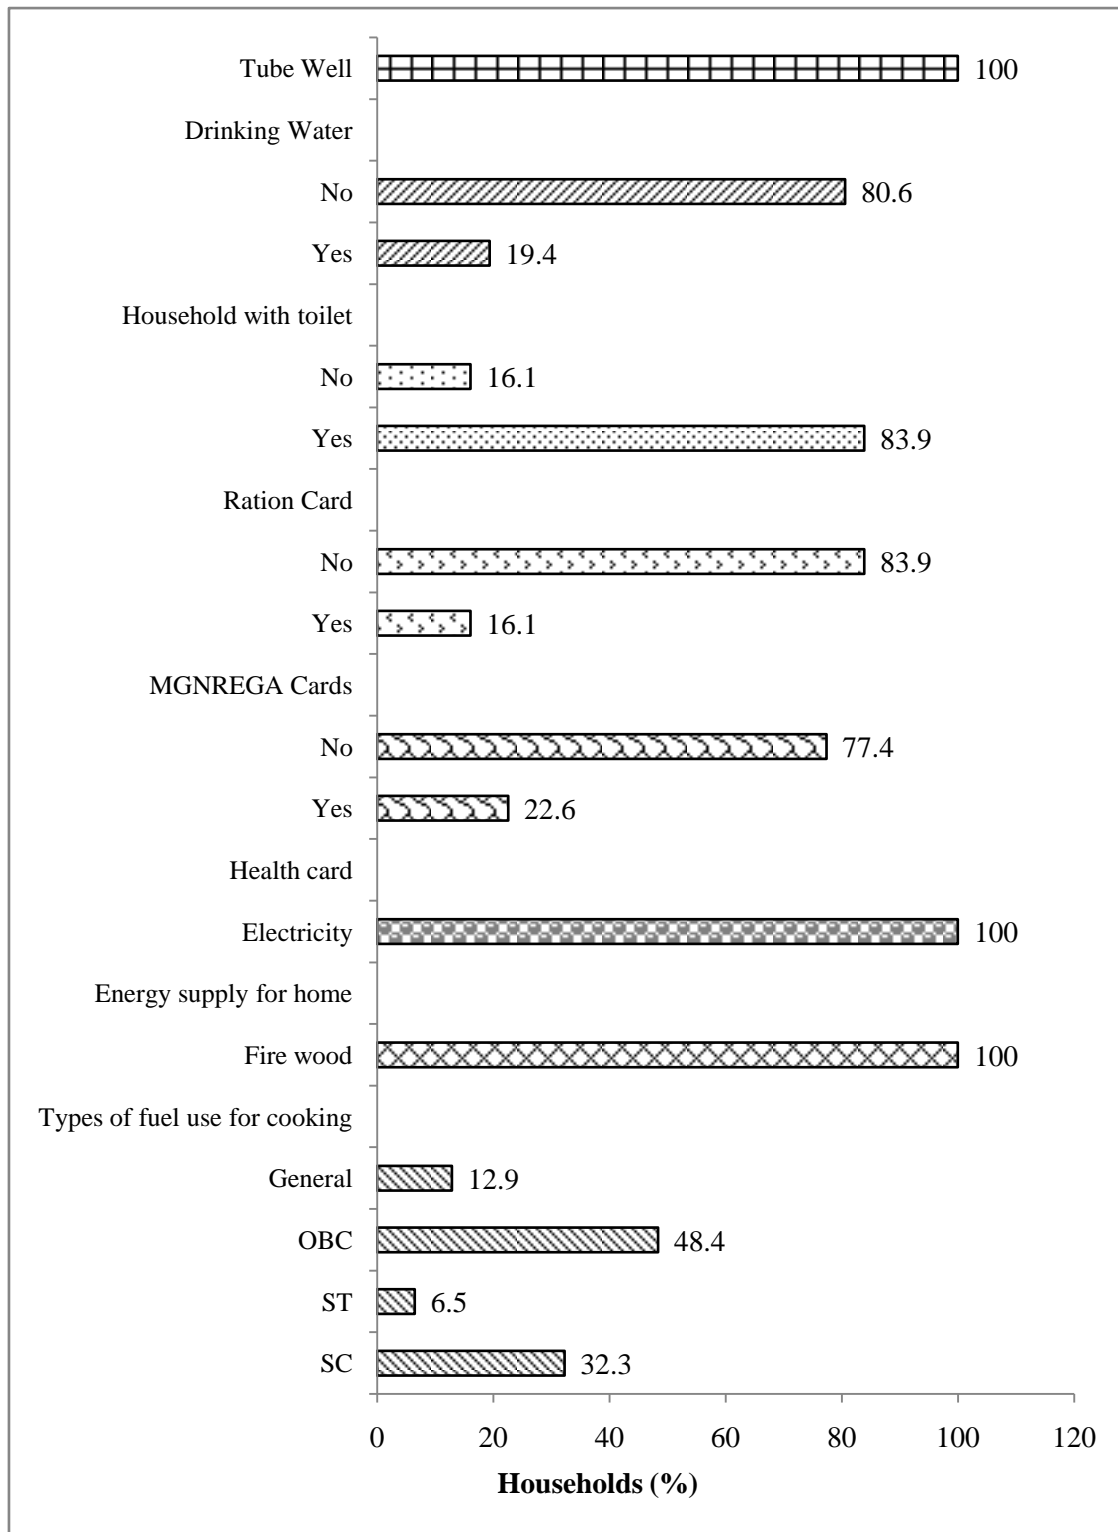 Tube Well 100
Drinking Water
No 80.6
Yes 19.4
Household with toilet
No 16.1
Yes 83.9
Ration Card
No 83.9
Yes 16.1
MGNREGA Cards
No 77.4
Yes 22.6
Health card
Electricity 100
Energy supply for home
Fire wood 100
Types of fuel use for cooking
General 12.9
OBC 48.4
ST 6.5
SC 32.3
0 20 40 60 80 100 120
Households (%)